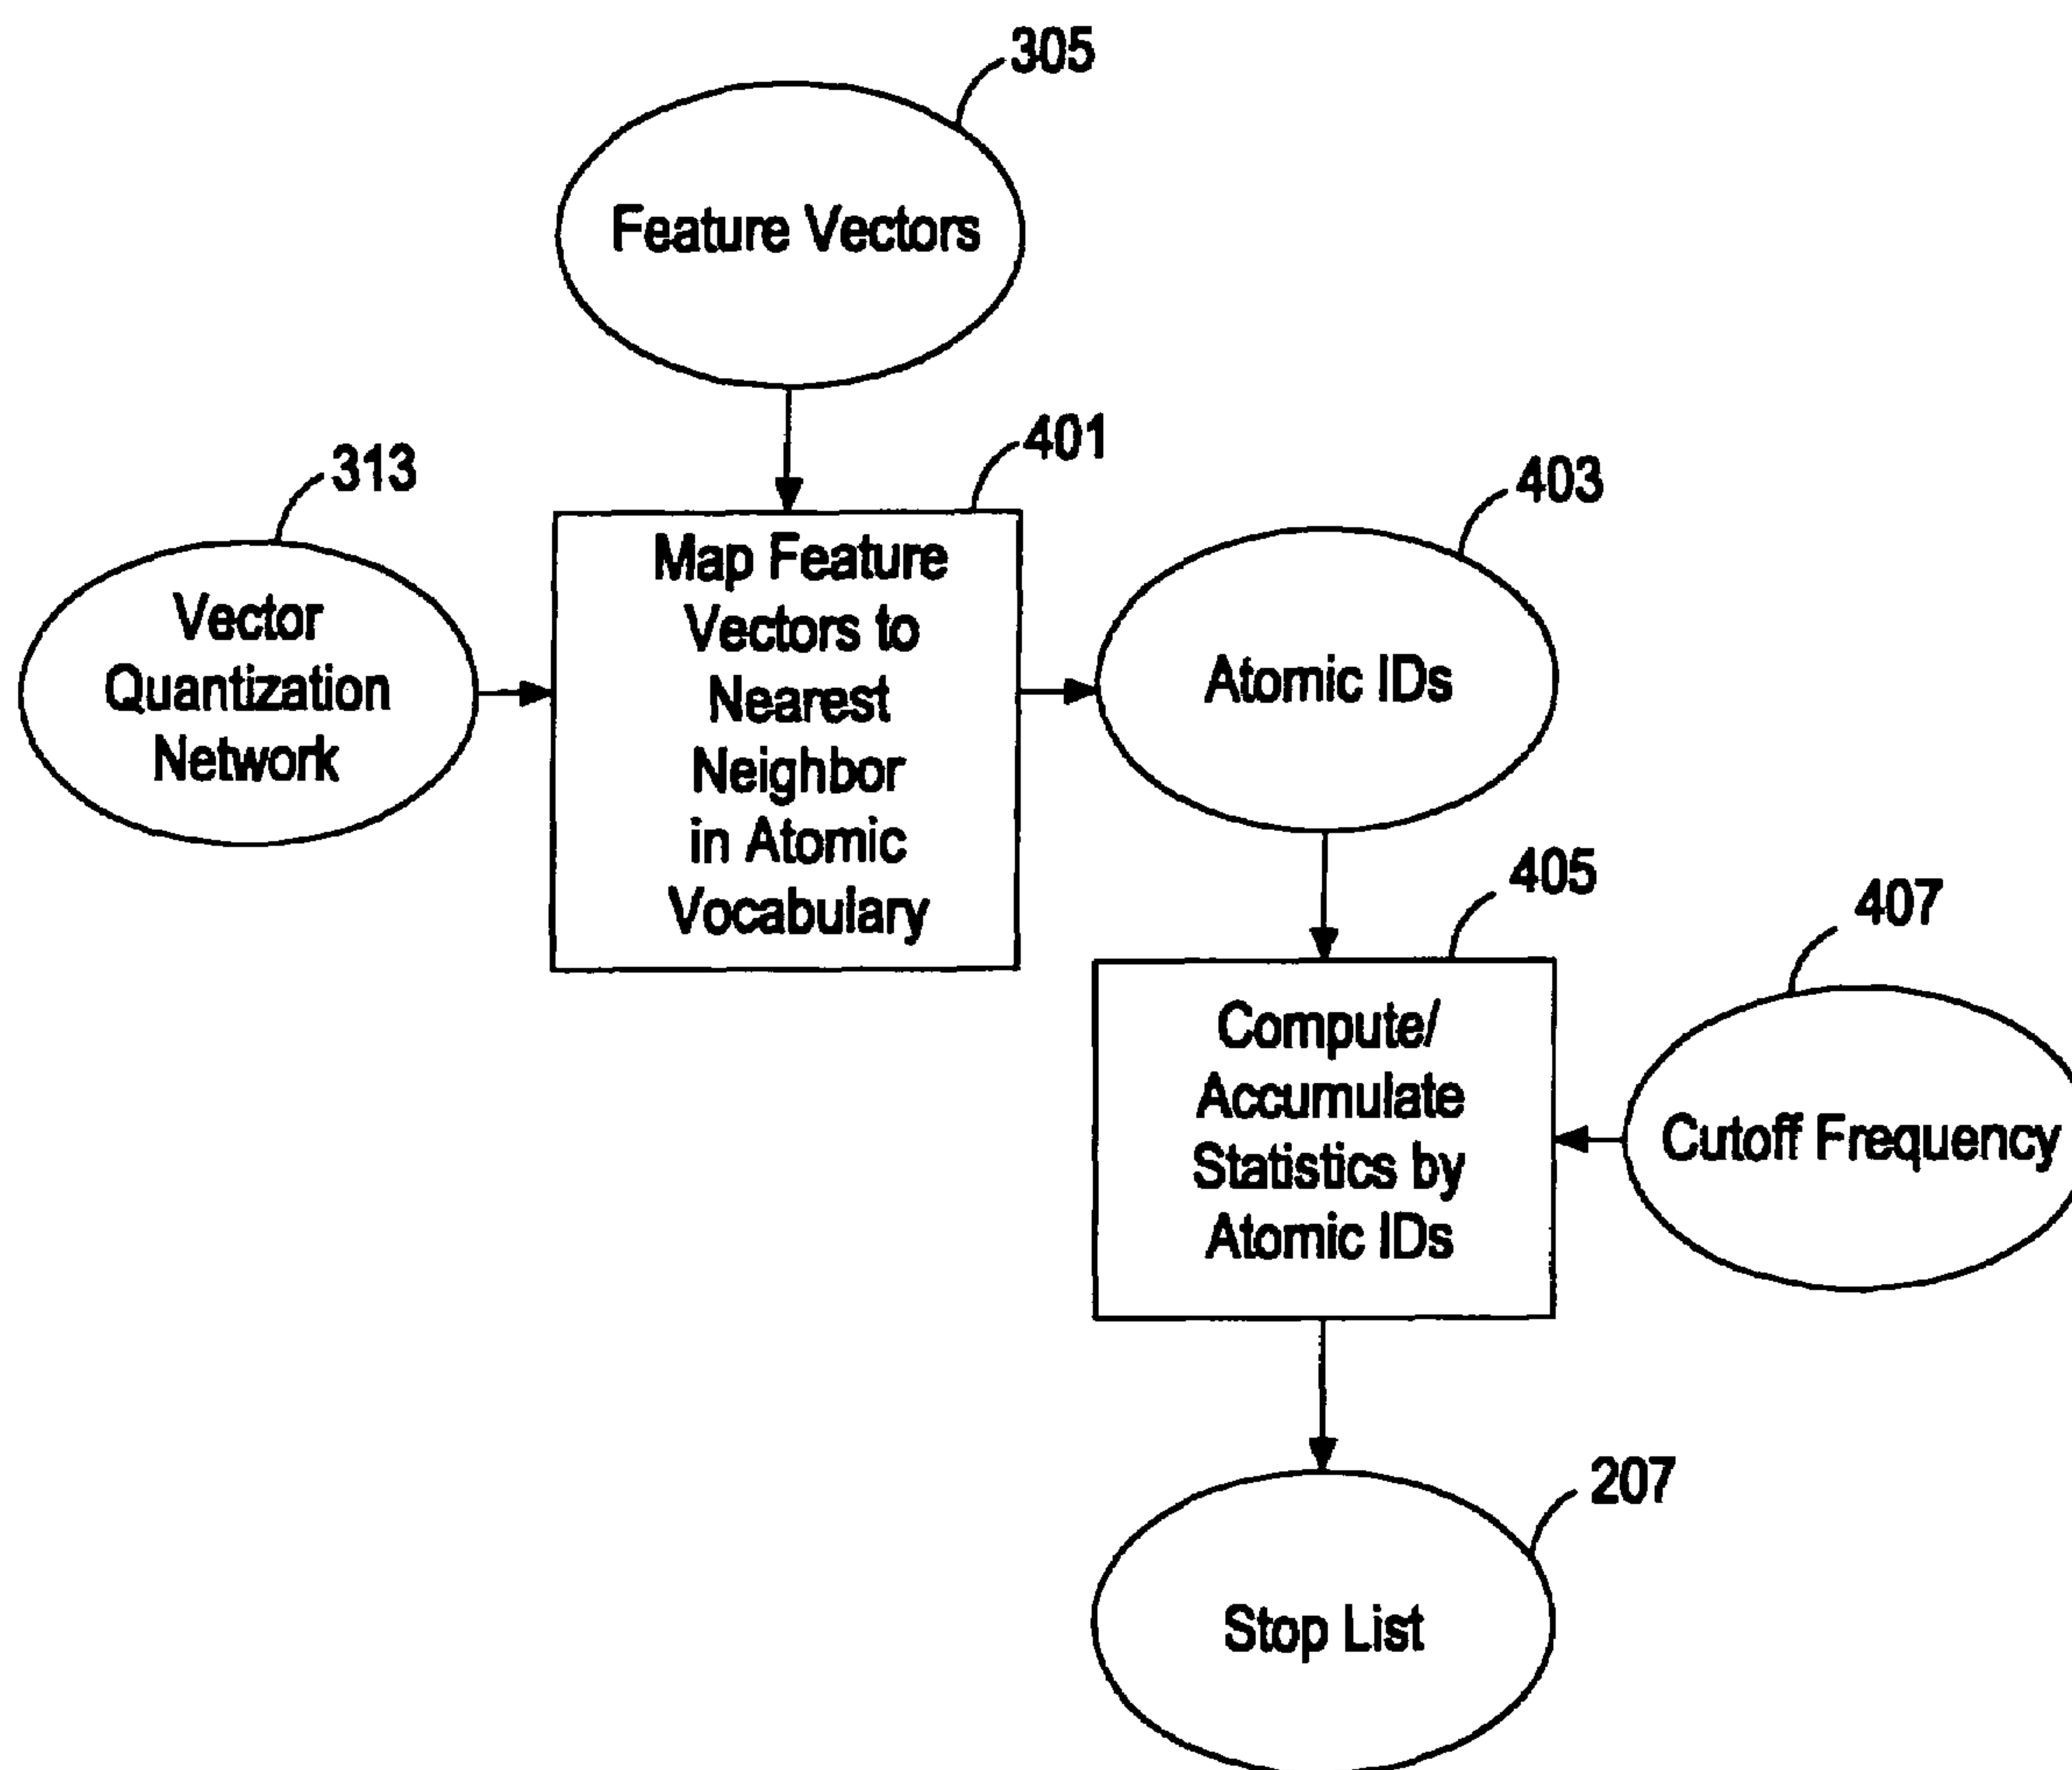 305
Feature Vectors
313
401
403
Vector
Quantization
Network
Map Feature
Vectors to
Nearest
Neighbor
in Atomic
Vocabulary
Atomic IDs
405
407
Compute/
Accumulate
Statistics by
Atomic IDs
Cutoff Frequency
207
Stop List